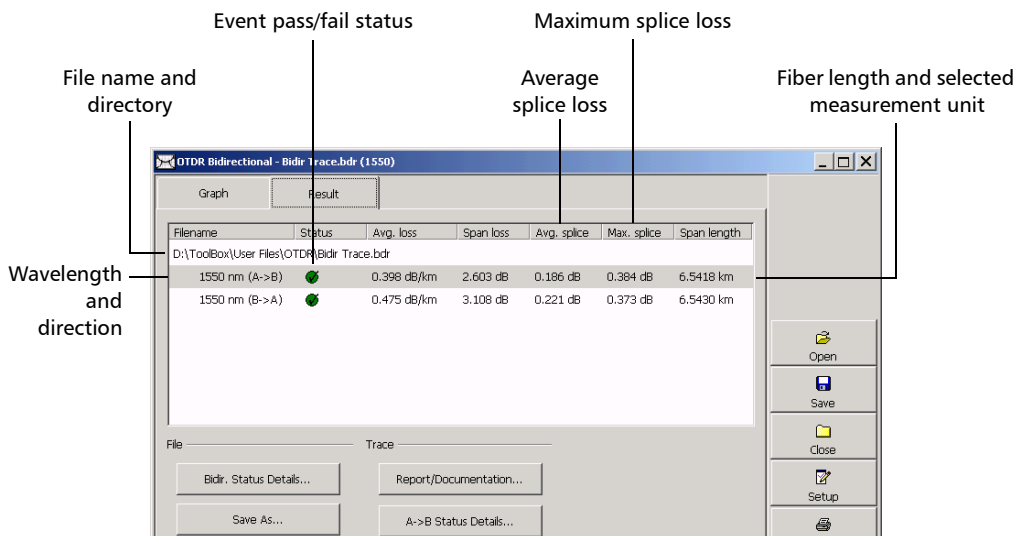 Event pass/fail status
Maximum splice loss
File name and
directory
Average
splice loss
Fiber length and selected
measurement unit
OTDR Bidirectional - Bidir Trace.bdr (1550)
Graph
Result
Filename Status Avg. loss Span loss Avg. splice Max. splice Span length
D:\ToolBox\User Files\OTDR\Bidir Trace.bdr
1550 nm (A->B) 0.398 dB/km 2.603 dB 0.186 dB 0.384 dB 6.5418 km
1550 nm (B->A) 0.475 dB/km 3.108 dB 0.221 dB 0.373 dB 6.5430 km
Wavelength
and
direction
Open
Save
Close
Setup
File
Trace
Bidir. Status Details...
Report/Documentation...
Save As...
A->B Status Details...